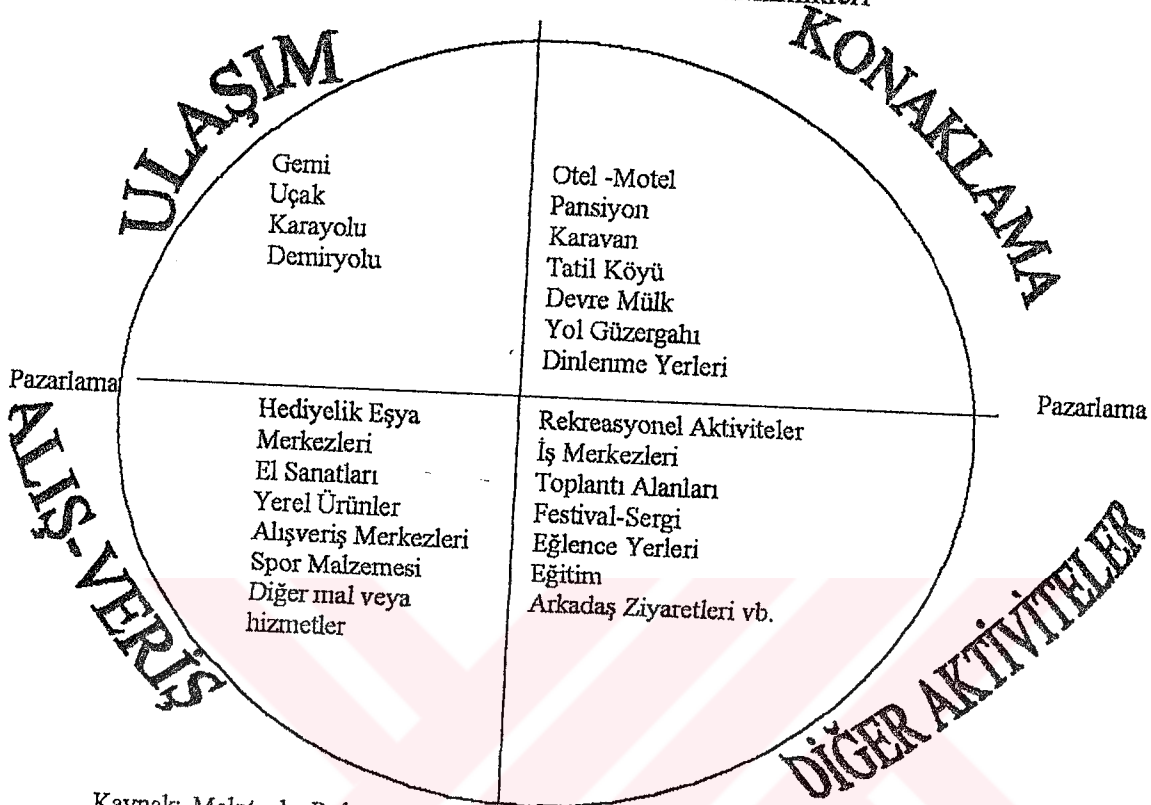 ULAŞIM
KONAKLAMA
Gemi
Uçak
Karayolu
Demiryolu
Otel -Motel
Pansiyon
Karavan
Tatil Köyü
Devre Mülk
Yol Güzergahı
Dinlenme Yerleri
Pazarlama
Pazarlama
ALIŞ-VERİŞ
Hediyelik Eşya
Merkezleri
El Sanatları
Yerel Ürünler
Alışveriş Merkezleri
Spor Malzemesi
Diğer mal veya
hizmetler
Rekreasyonel Aktiviteler
İş Merkezleri
Toplantı Alanları
Festival-Sergi
Eğlence Yerleri
Eğitim
Arkadaş Ziyaretleri vb.
DİĞER AKTİVİTELER